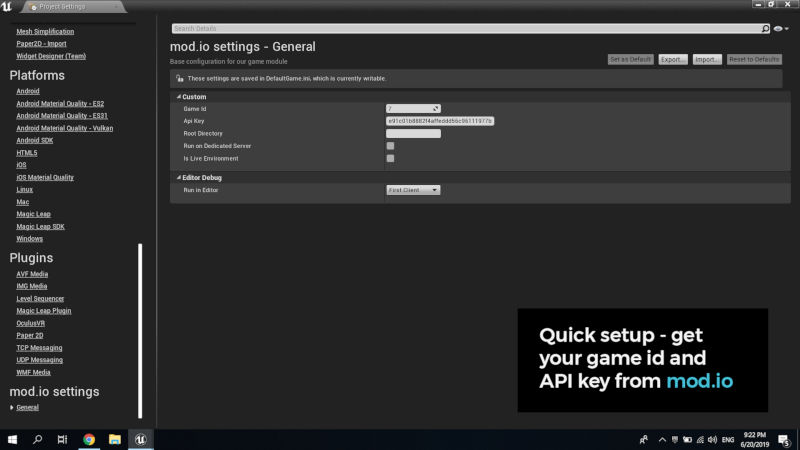 Project Settings
Mesh Simplification
Paper2D - Import
Widget Designer (Team)
Platforms
Android
Android Material Quality - ES2
Android Material Quality - ES31
Android Material Quality - Vulkan
Android SDK
HTML5
iOS
iOS Material Quality
Linux
Mac
Magic Leap
Magic Leap SDK
Windows
Plugins
AVF Media
IMG Media
Level Sequencer
Magic Leap Plugin
OculusVR
Paper 2D
TCP Messaging
UDP Messaging
WMF Media
mod.io settings
General
Search Details
mod.io settings - General
Base configuration for our game module
Set as Default
Export...
Import...
Reset to Defaults
These settings are saved in DefaultGame.ini, which is currently writable.
Custom
Game Id
7
Api Key
Root Directory
Run on Dedicated Server
Is Live Environment
Editor Debug
Run in Editor
First Client
Quick setup - get
your game id and
API key from mod.io
ENG
9:22 PM
6/20/2019
5